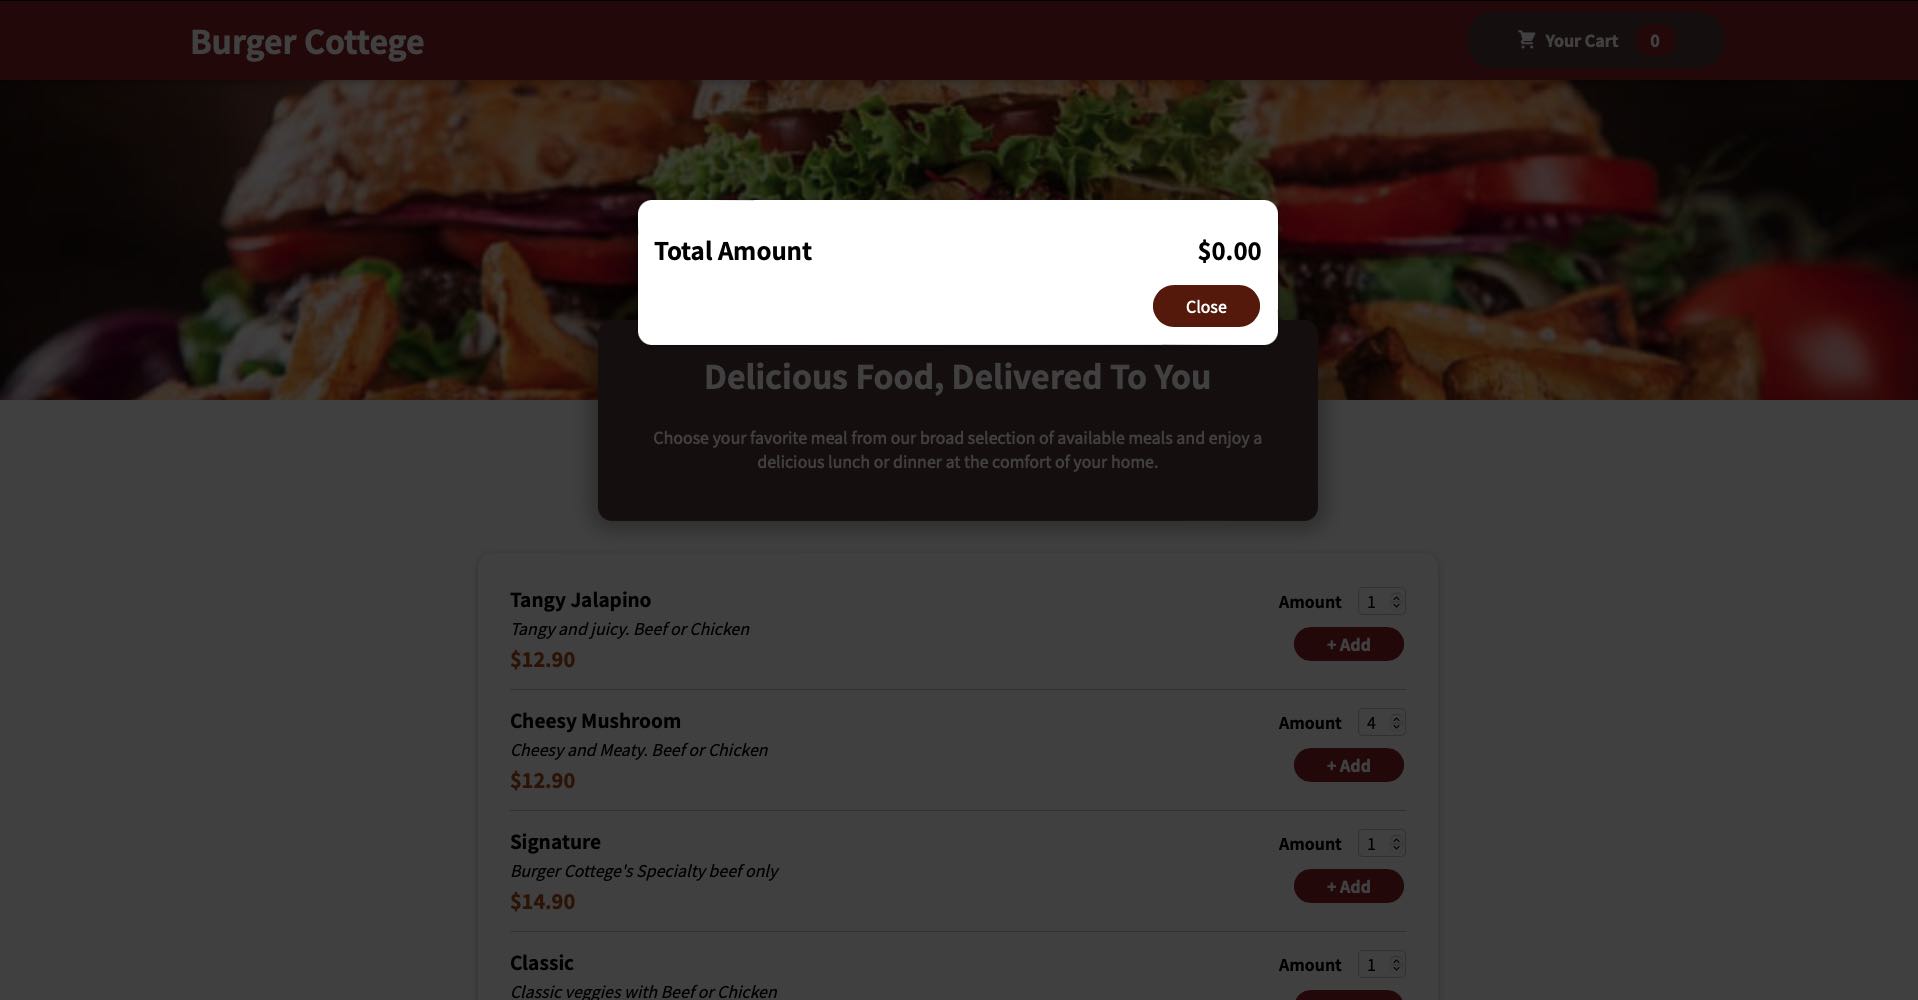 Burger Cottege
Your Cart 0
Total Amount $0.00
Close
Delicious Food, Delivered To You
Choose your favorite meal from our broad selection of available meals and enjoy a
delicious lunch or dinner at the comfort of your home.
Tangy Jalapino
Amount 1
Tangy and juicy. Beef or Chicken
+ Add
$12.90
Cheesy Mushroom
Amount 4
Cheesy and Meaty. Beef or Chicken
+ Add
$12.90
Signature
Amount 1
Burger Cottege's Specialty beef only
+ Add
$14.90
Classic
Amount 1
Classic veggies with Beef or Chicken